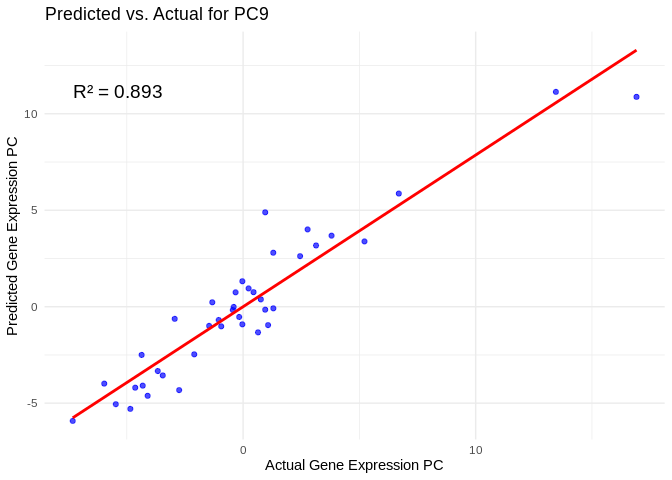 Predicted vs. Actual for PC9
R² = 0.893
Predicted Gene Expression PC
10
5
0
-5
0
10
Actual Gene Expression PC